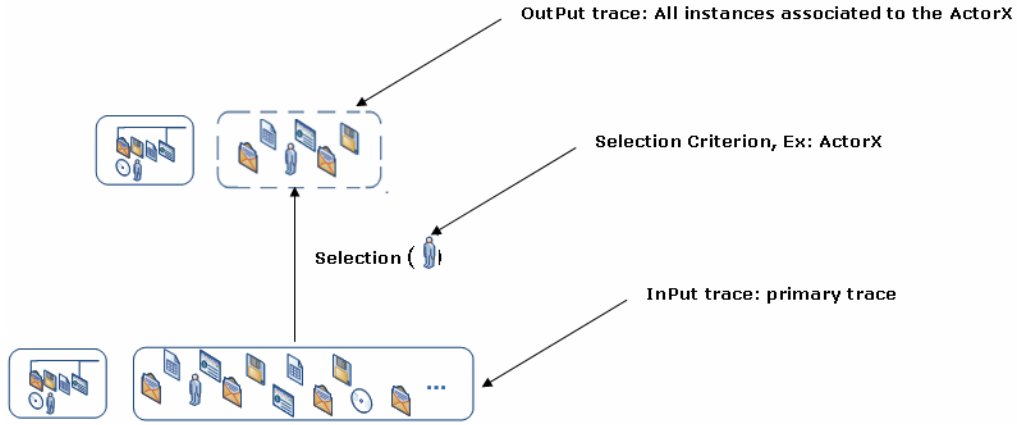 OutPut trace: All instances associated to the ActorX
Selection Criterion, Ex: ActorX
Selection ( )
InPut trace: primary trace
...